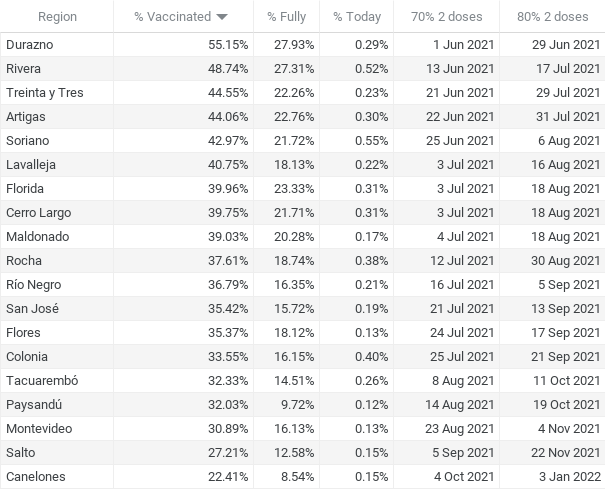 Region % Vaccinated % Fully % Today 70% 2 doses 80% 2 doses
Durazno 55.15% 27.93% 0.29% 1 Jun 2021 29 Jun 2021
Rivera 48.74% 27.31% 0.52% 13 Jun 2021 17 Jul 2021
Treinta y Tres 44.55% 22.26% 0.23% 21 Jun 2021 29 Jul 2021
Artigas 44.06% 22.76% 0.30% 22 Jun 2021 31 Jul 2021
Soriano 42.97% 21.72% 0.55% 25 Jun 2021 6 Aug 2021
Lavalleja 40.75% 18.13% 0.22% 3 Jul 2021 16 Aug 2021
Florida 39.96% 23.33% 0.31% 3 Jul 2021 18 Aug 2021
Cerro Largo 39.75% 21.71% 0.31% 3 Jul 2021 18 Aug 2021
Maldonado 39.03% 20.28% 0.17% 4 Jul 2021 18 Aug 2021
Rocha 37.61% 18.74% 0.38% 12 Jul 2021 30 Aug 2021
Río Negro 36.79% 16.35% 0.21% 16 Jul 2021 5 Sep 2021
San José 35.42% 15.72% 0.19% 21 Jul 2021 13 Sep 2021
Flores 35.37% 18.12% 0.13% 24 Jul 2021 17 Sep 2021
Colonia 33.55% 16.15% 0.40% 25 Jul 2021 21 Sep 2021
Tacuarembó 32.33% 14.51% 0.26% 8 Aug 2021 11 Oct 2021
Paysandú 32.03% 9.72% 0.12% 14 Aug 2021 19 Oct 2021
Montevideo 30.89% 16.13% 0.13% 23 Aug 2021 4 Nov 2021
Salto 27.21% 12.58% 0.15% 5 Sep 2021 22 Nov 2021
Canelones 22.41% 8.54% 0.15% 4 Oct 2021 3 Jan 2022